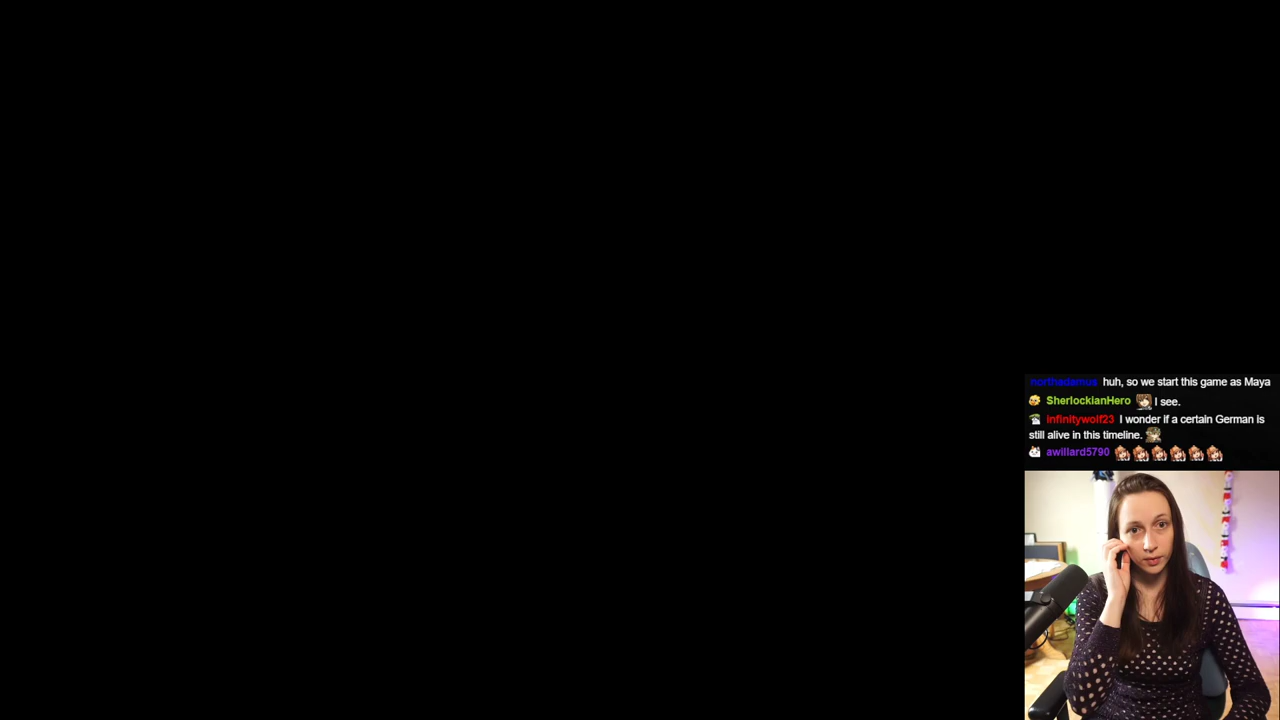 northsdamus huh, so we start this game as Maya
SherlockianHero I see.
infinitywolf23 I wonder if a certain German is
still alive in this timeline.
awillard5790